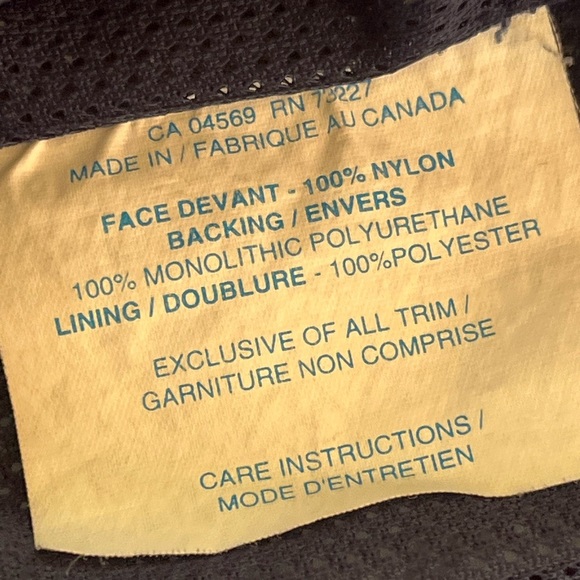 CA 04569 RN 73227
MADE IN / FABRIQUE AU CANADA
FACE DEVANT - 100% NYLON
BACKING / ENVERS
100% MONOLITHIC POLYURETHANE
LINING / DOUBLURE - 100%POLYESTER
EXCLUSIVE OF ALL TRIM /
GARNITURE NON COMPRISE
CARE INSTRUCTIONS /
MODE D'ENTRETIEN